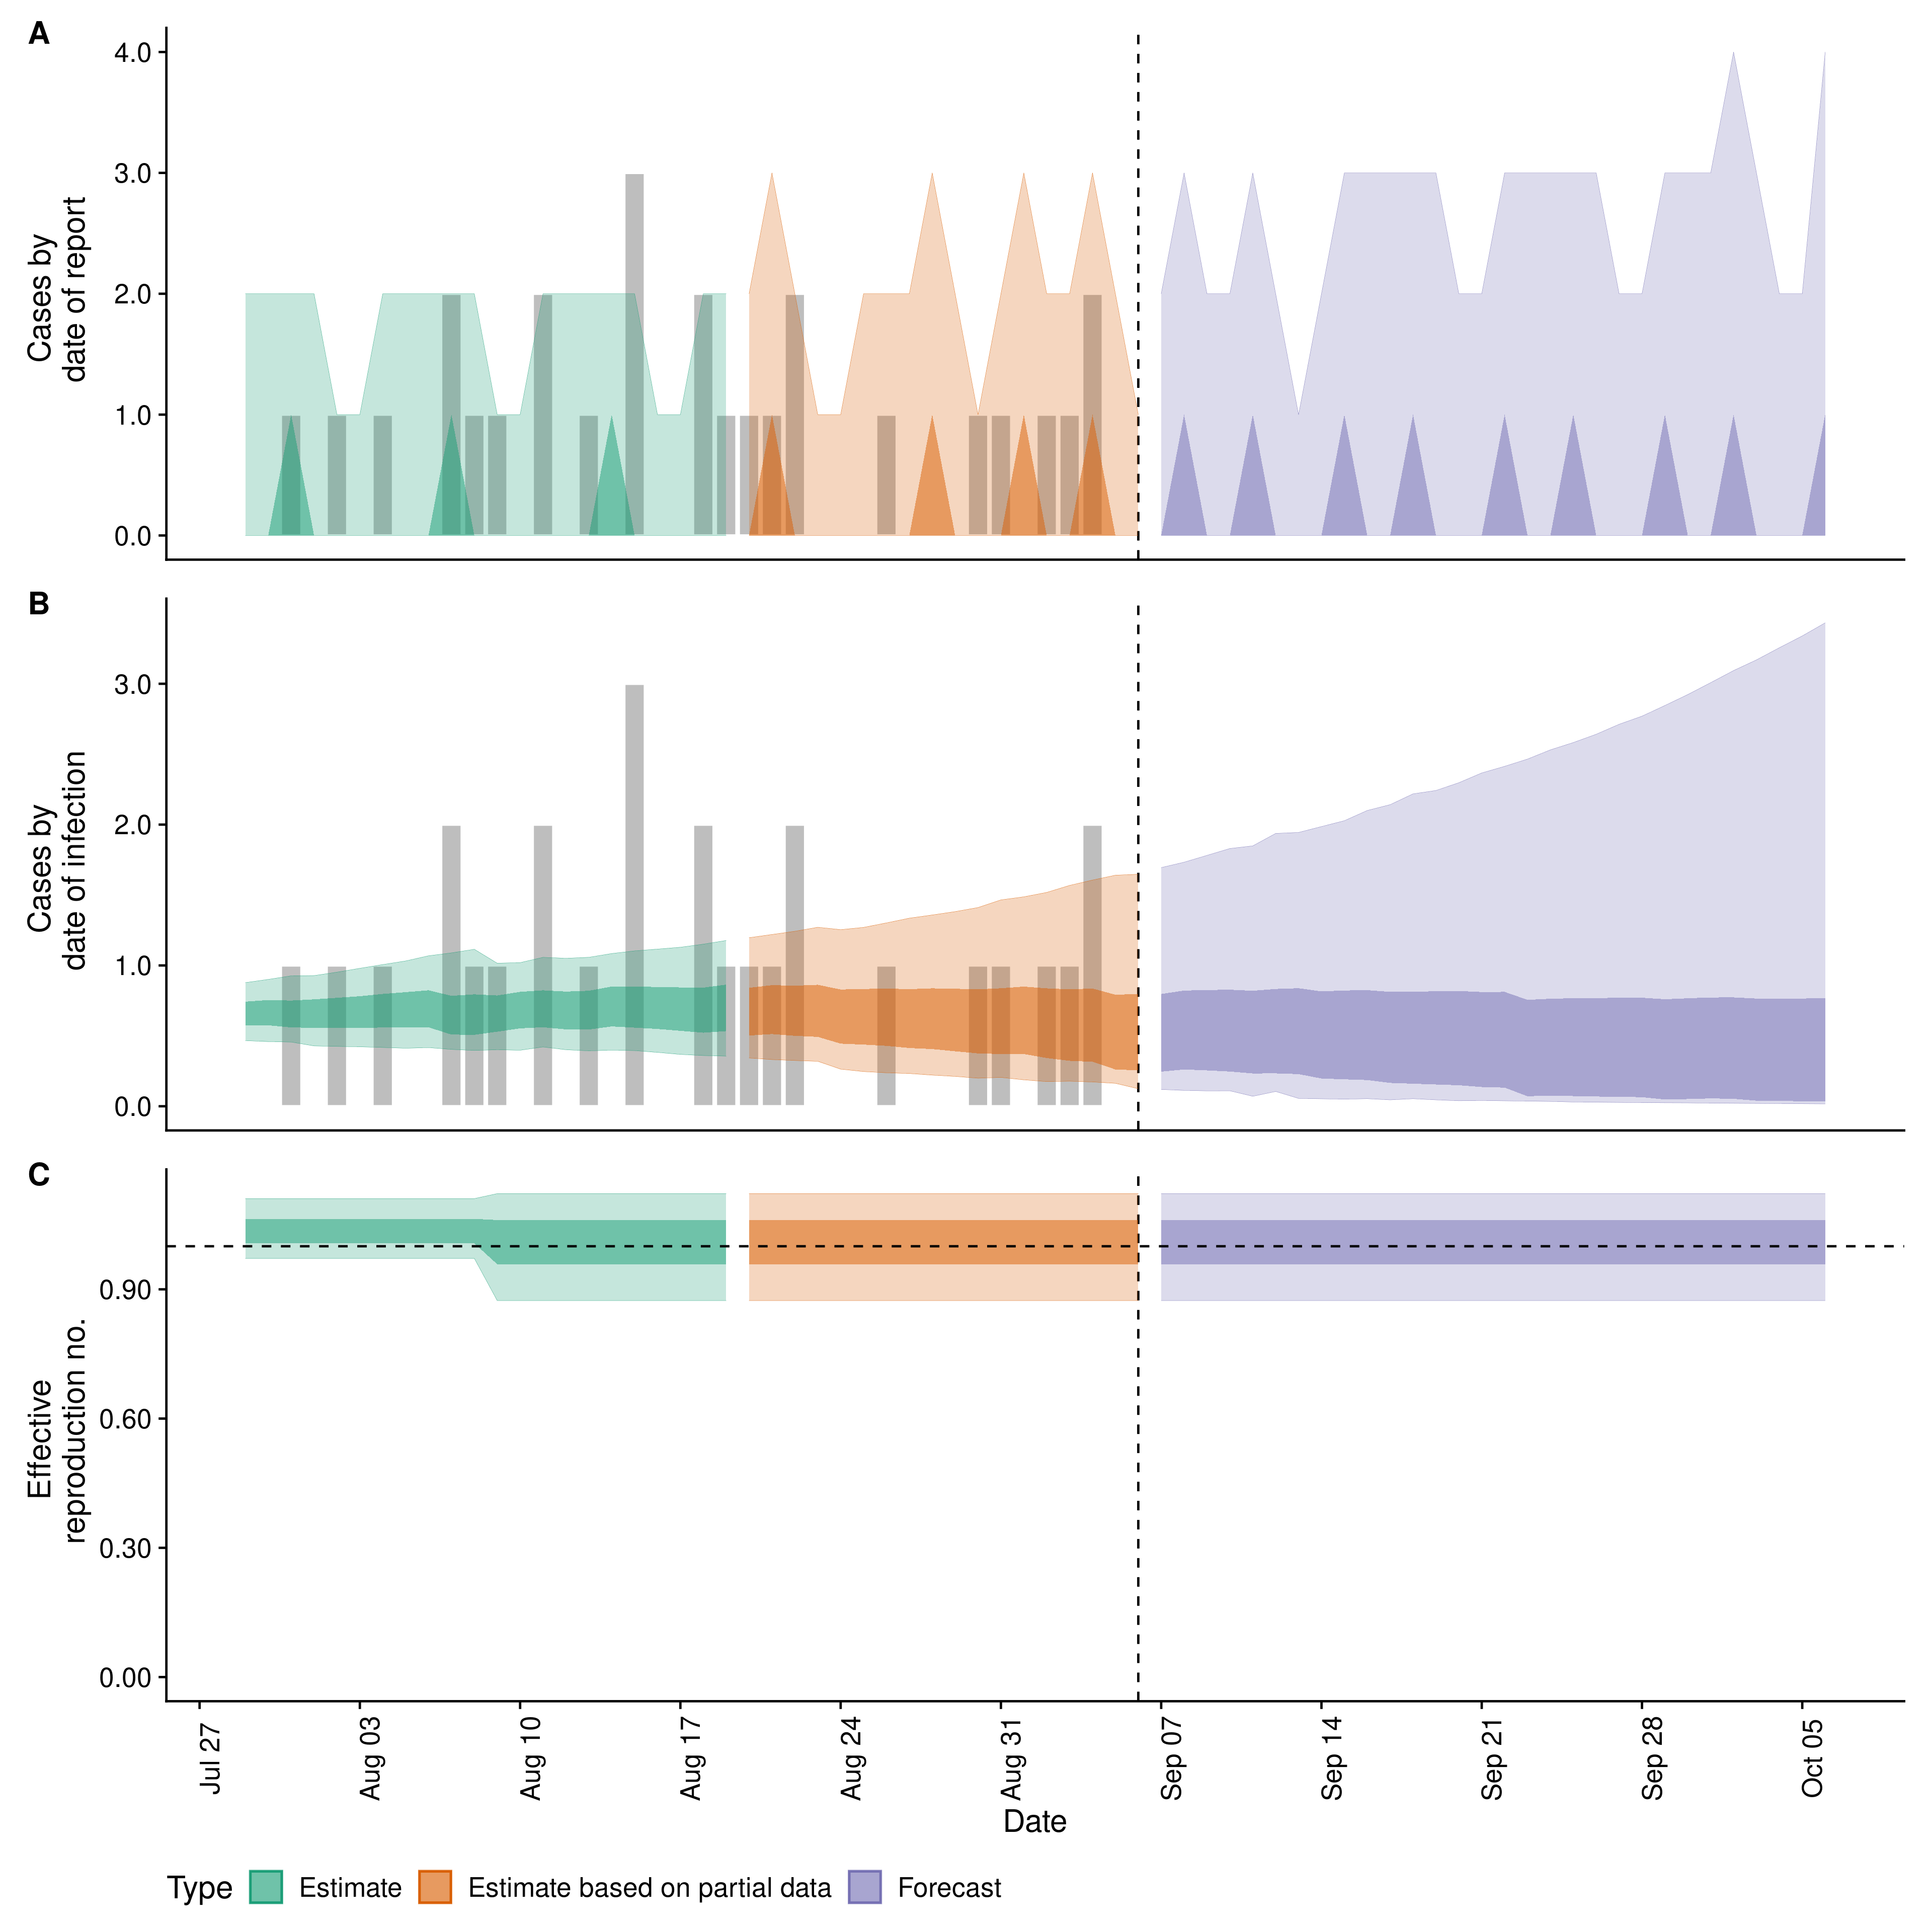 A
4.0
3.0
2.0
1.0
0.0
Cases by
date of report
B
3.0
2.0
1.0
0.0
Cases by
date of infection
C
0.90
0.60
0.30
0.00
Effective
reproduction no.
Jul 27
Aug 03
Aug 10
Aug 17
Aug 24
Aug 31
Sep 07
Sep 14
Sep 21
Sep 28
Oct 05
Date
Type Estimate Estimate based on partial data Forecast